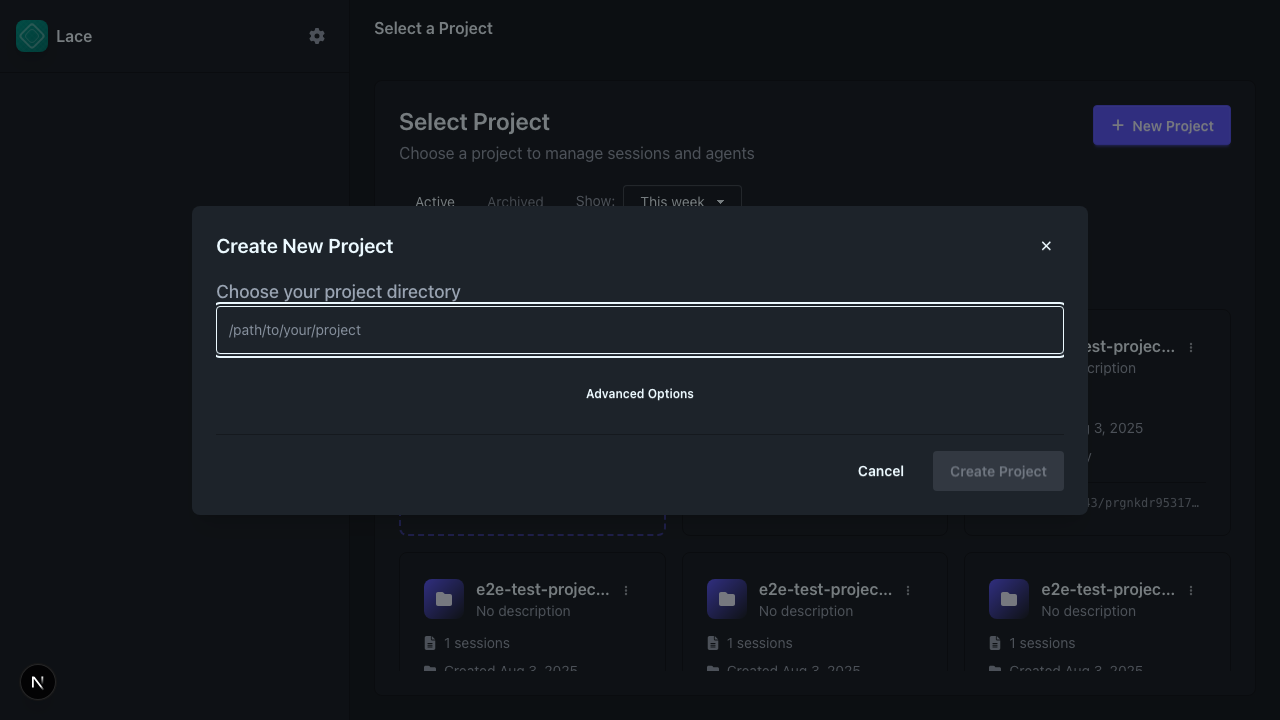 Lace
Select a Project
Select Project
Choose a project to manage sessions and agents
New Project
Active Archived Show: This week
Create New Project
Choose your project directory
/path/to/your/project
Advanced Options
Cancel Create Project
est-projec...
cription
3, 2025
43/prgnkdr95317…
e2e-test-projec...
No description
1 sessions
Created Aug 3, 2025
e2e-test-projec...
No description
1 sessions
Created Aug 3, 2025
e2e-test-projec...
No description
1 sessions
Created Aug 3, 2025
N